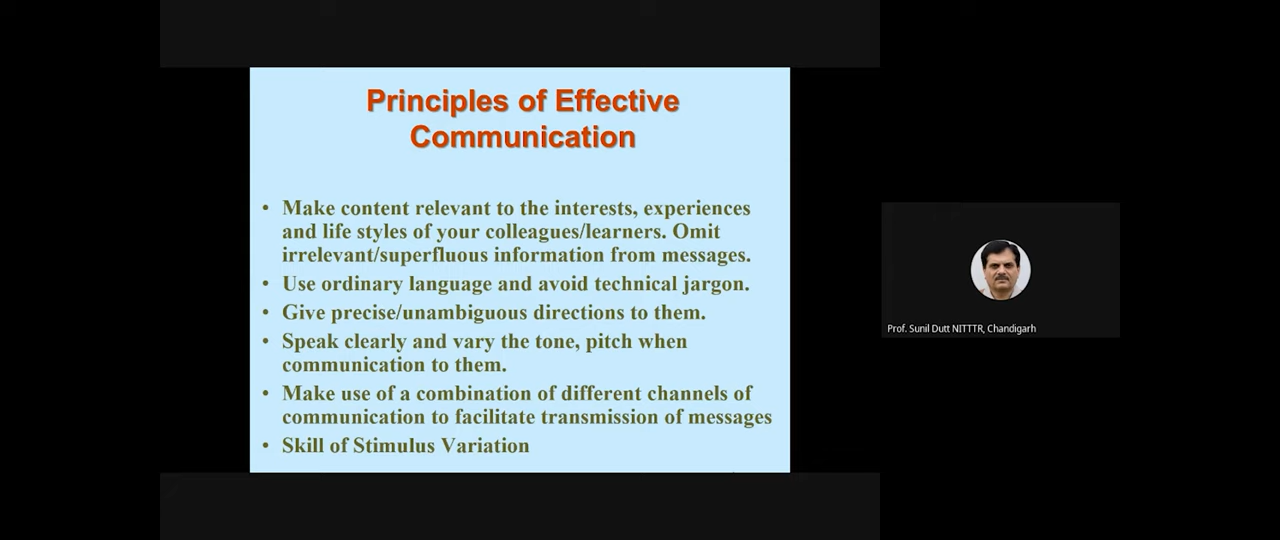 Principles of Effective
Communication
• Make content relevant to the interests, experiences
and life styles of your colleagues/learners. Omit
irrelevant/superfluous information from messages.
• Use ordinary language and avoid technical jargon.
• Give precise/unambiguous directions to them.
• Speak clearly and vary the tone, pitch when
communication to them.
• Make use of a combination of different channels of
communication to facilitate transmission of messages
• Skill of Stimulus Variation
Prof. Sunil Dutt NITTTR, Chandigarh